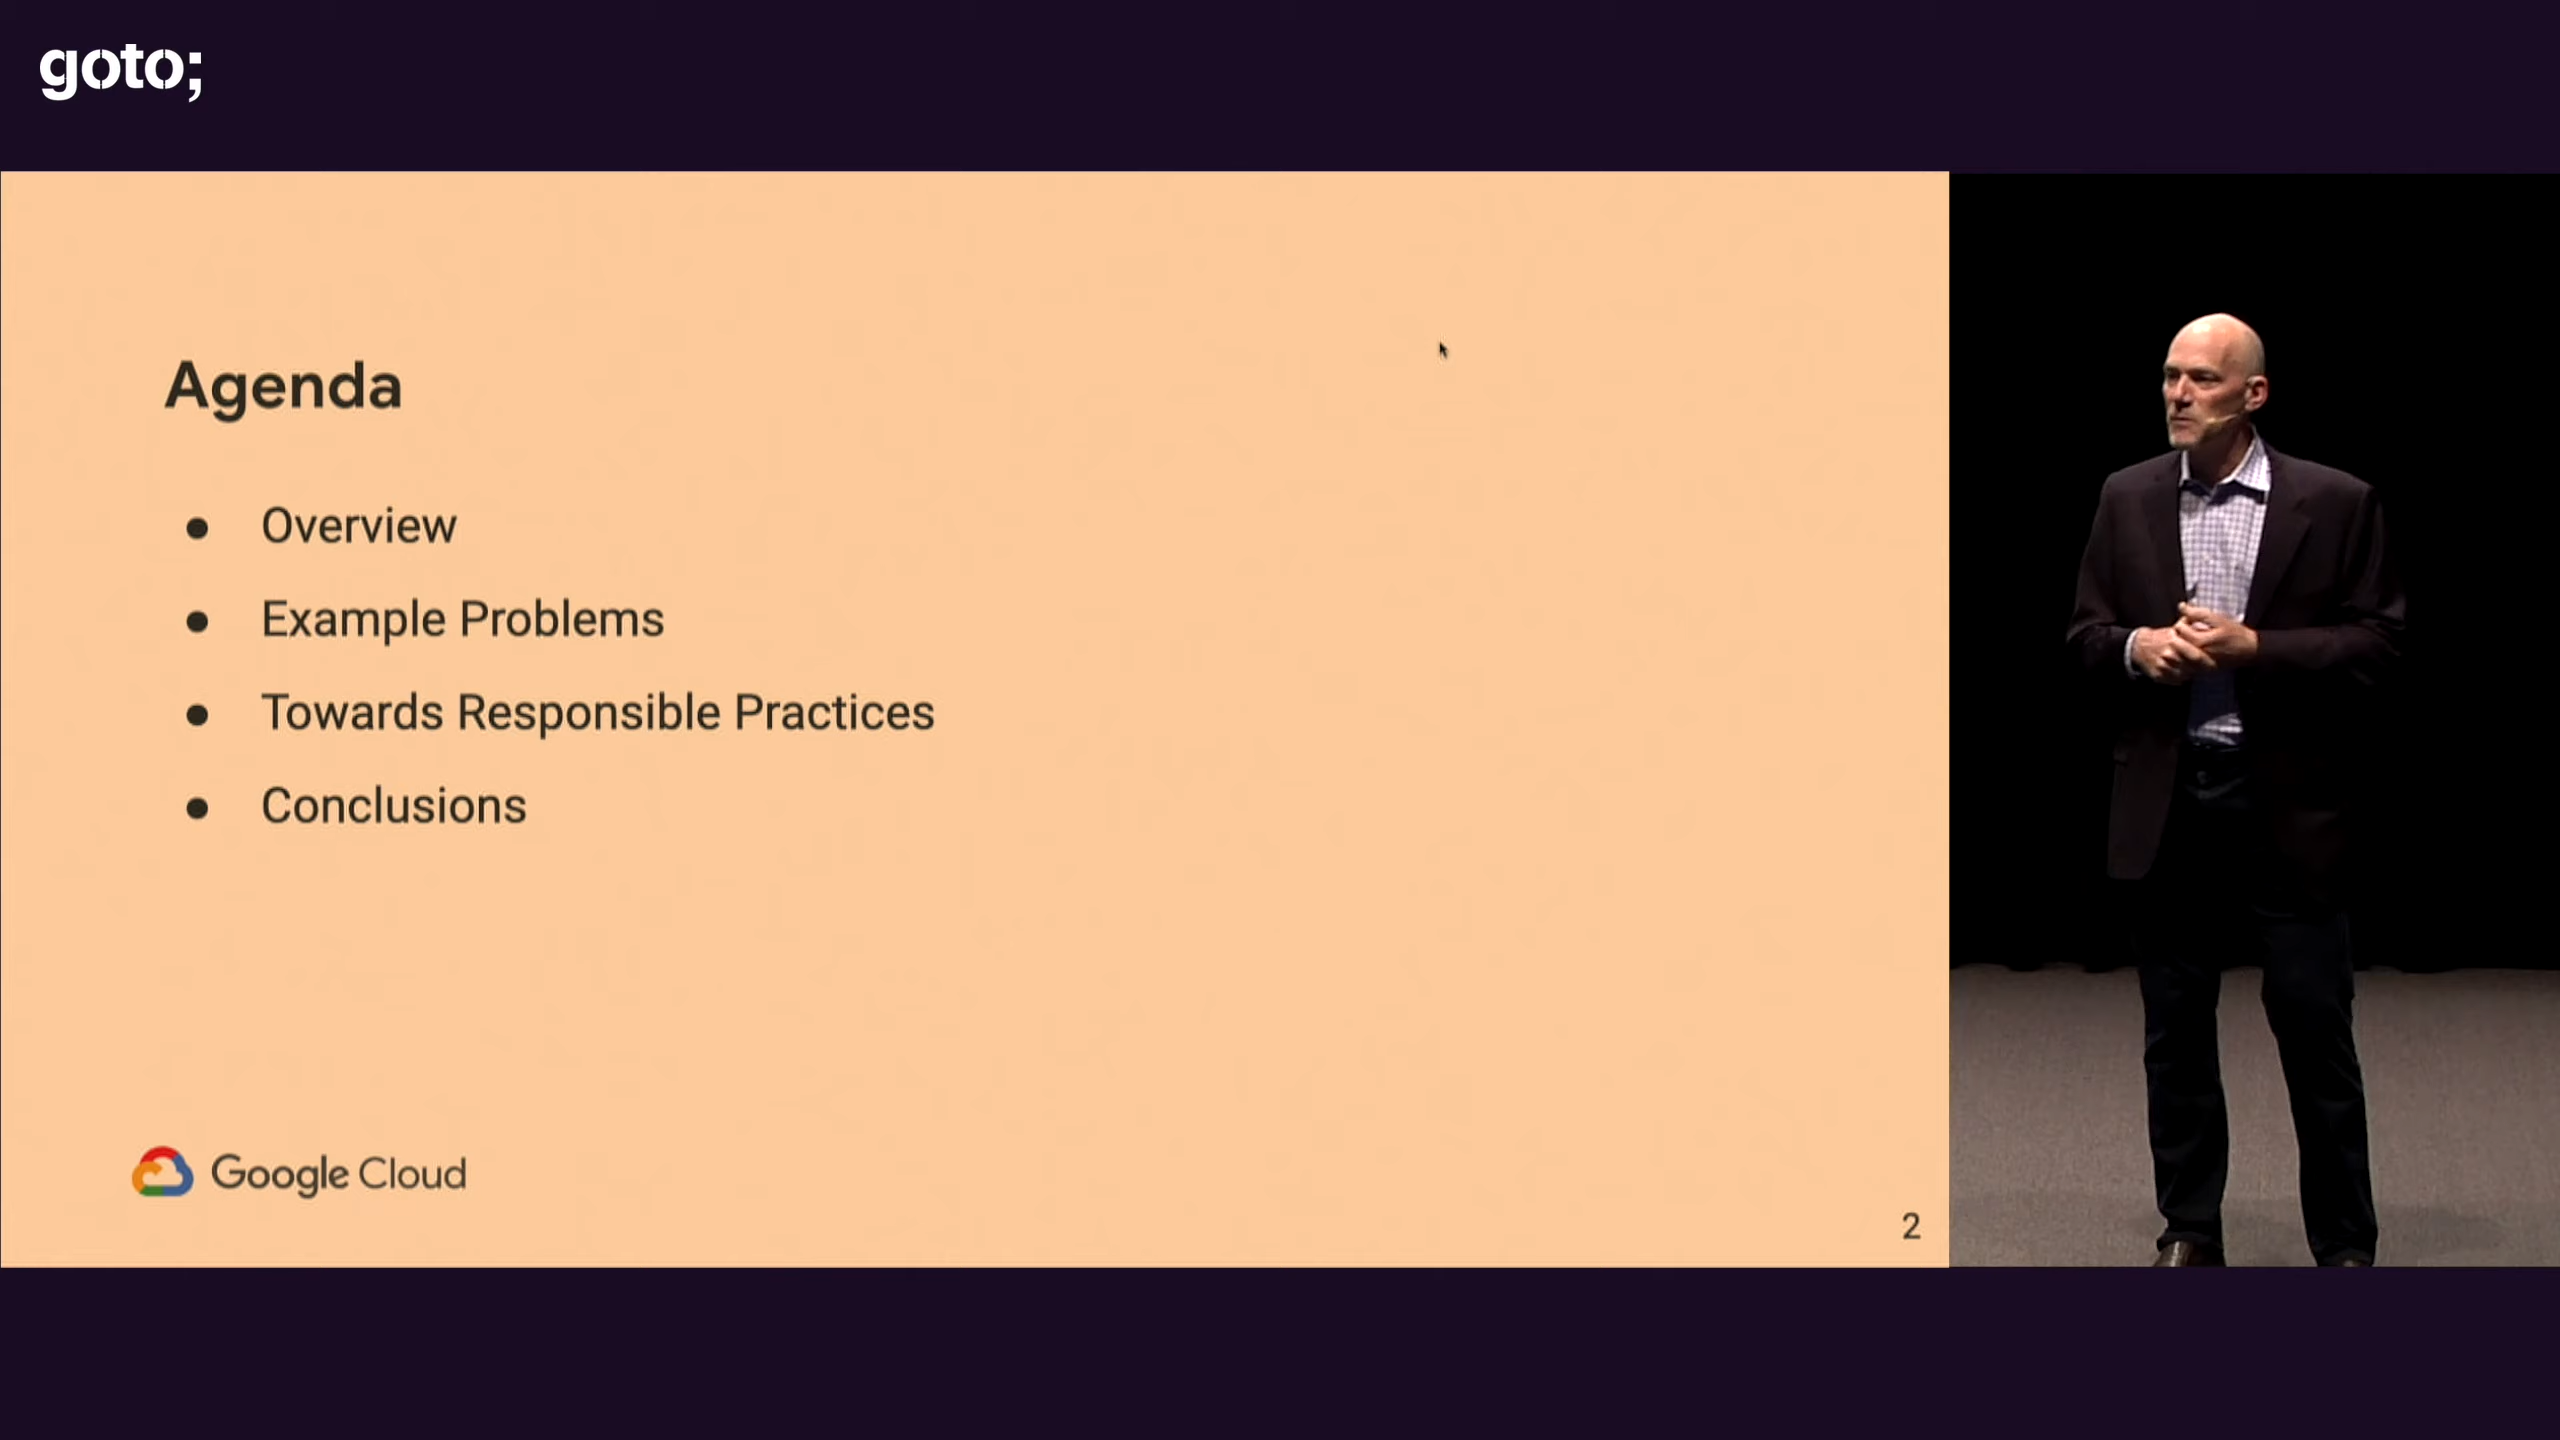 goto;
Agenda
● Overview
● Example Problems
● Towards Responsible Practices
● Conclusions
Google Cloud
2